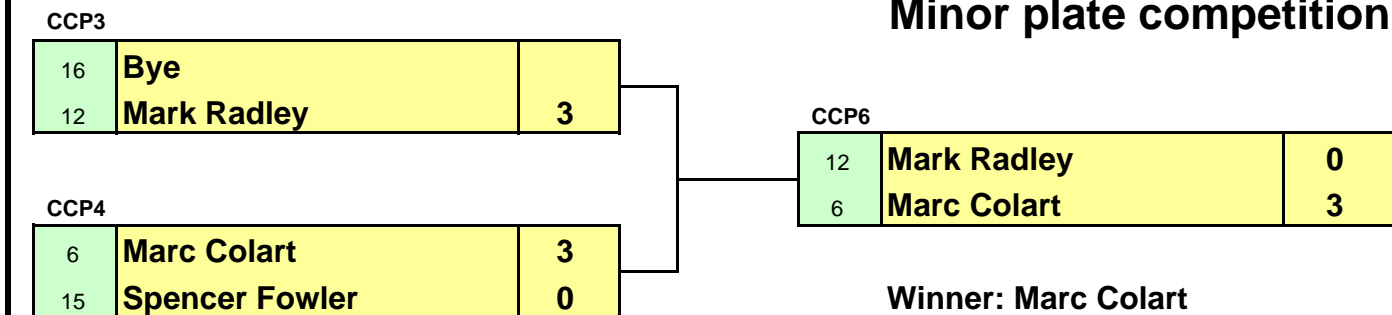 Minor plate competition
CCP3
16 Bye
12 Mark Radley 3
CCP4
6 Marc Colart 3
15 Spencer Fowler 0
CCP6
12 Mark Radley 0
6 Marc Colart 3
Winner: Marc Colart